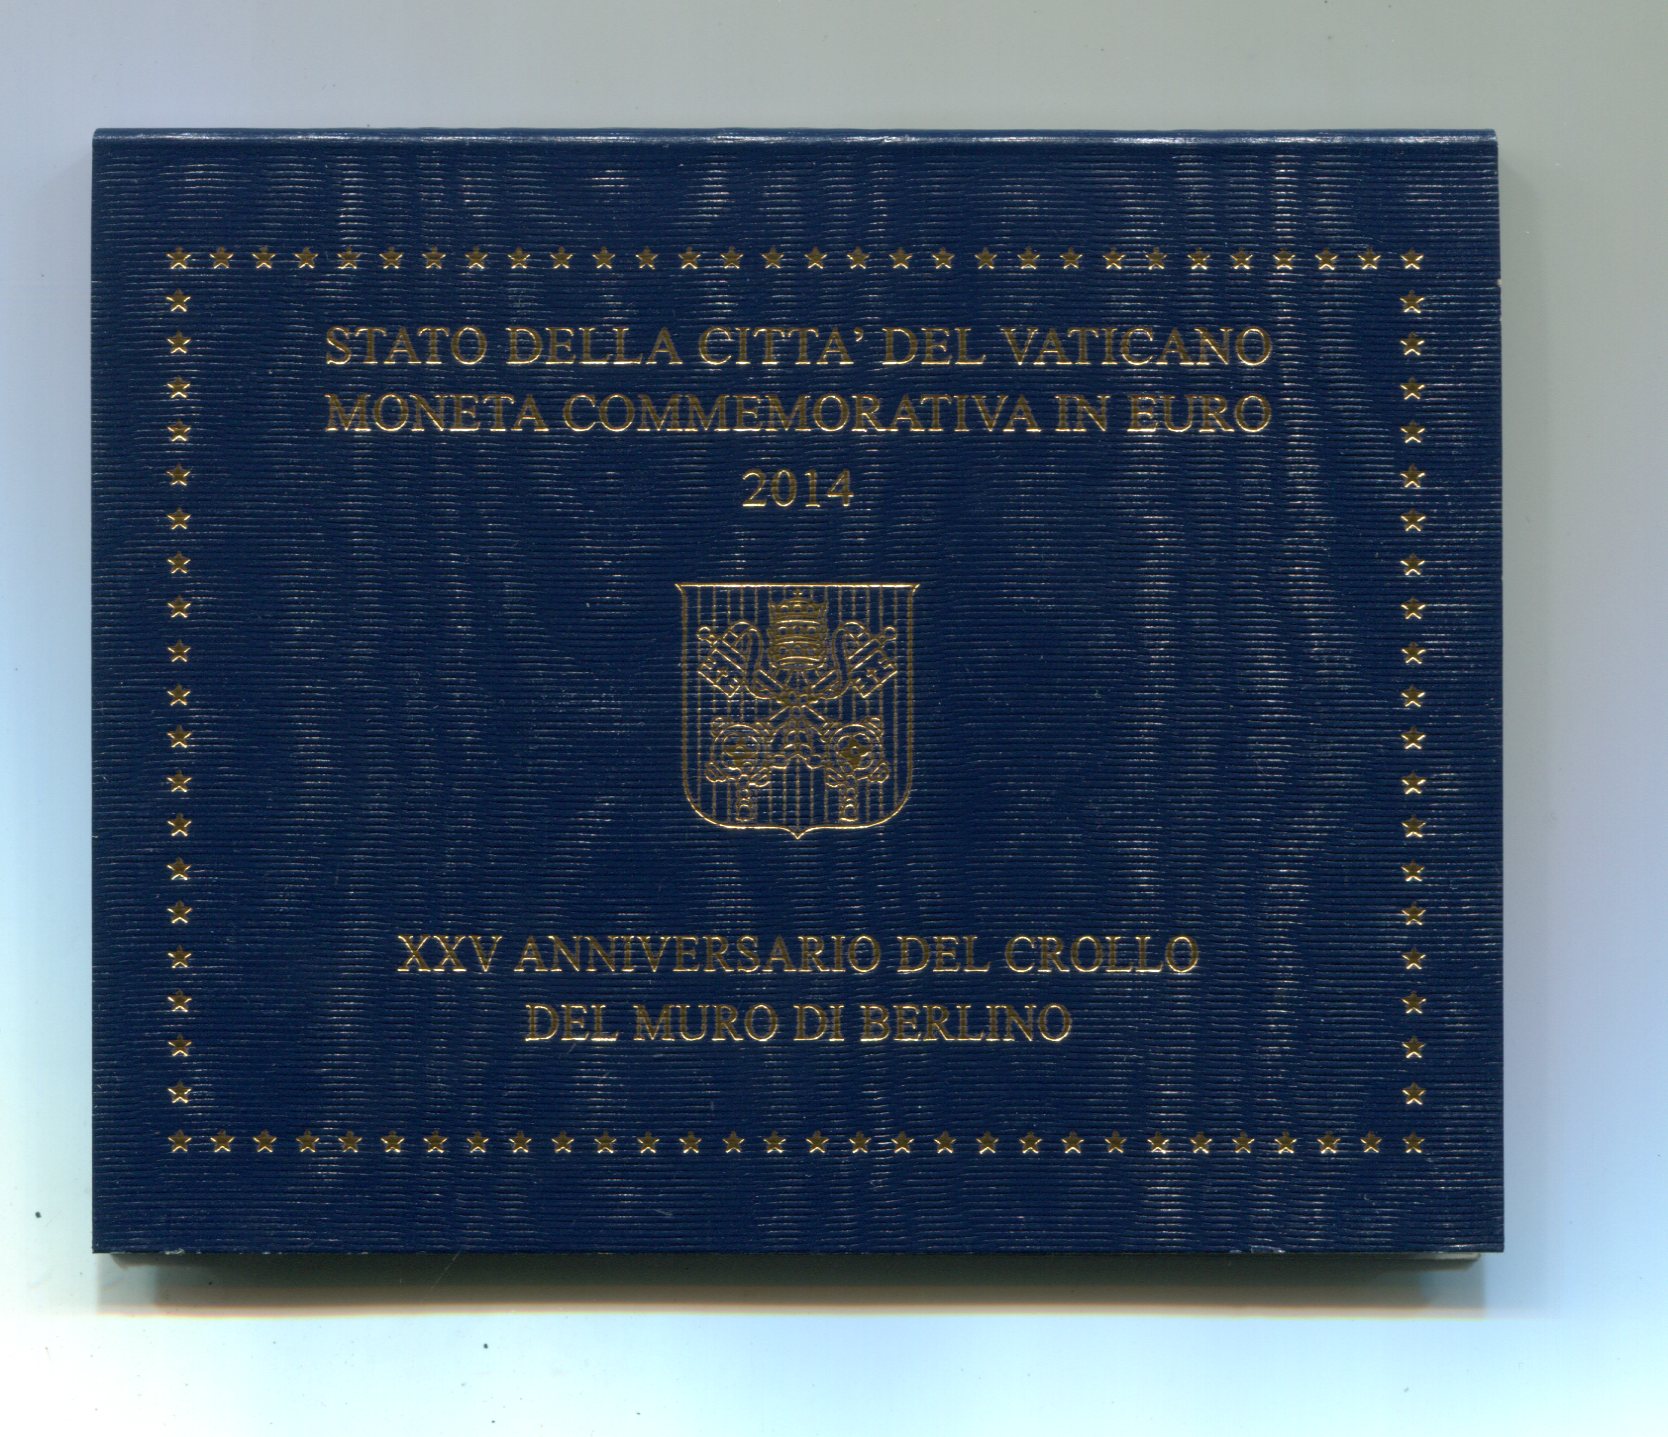 STATO DELLA CITTA' DEL VATICANO
MONETA COMMEMORATIVA IN EURO
2014
XXV ANNIVERSARIO DEL CROLLO
DEL MURO DI BERLINO